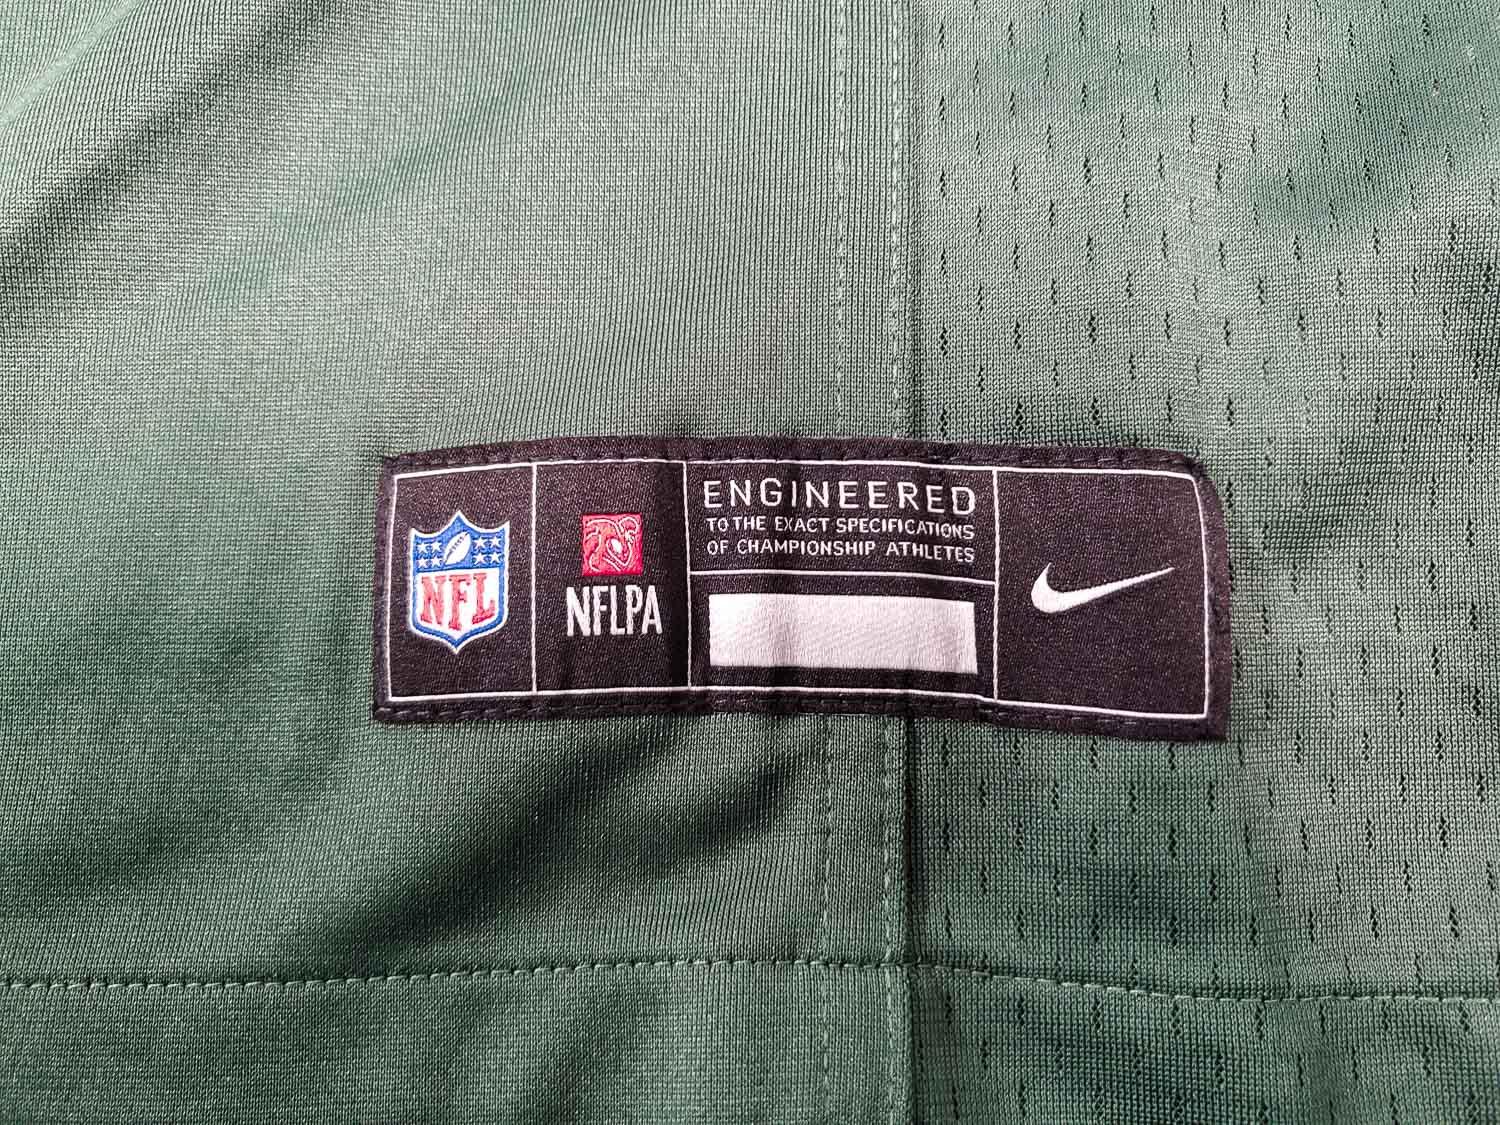 NFL
NFLPA
ENGINEERED
TO THE EXACT SPECIFICATIONS
OF CHAMPIONSHIP ATHLETES